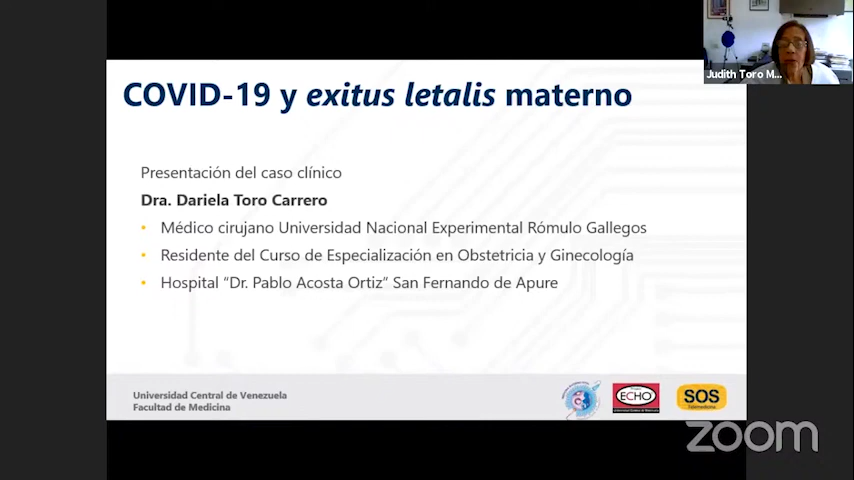 Judith Toro M...
COVID-19 y exitus letalis materno
Presentación del caso clínico
Dra. Dariela Toro Carrero
• Médico cirujano Universidad Nacional Experimental Rómulo Gallegos
• Residente del Curso de Especialización en Obstetricia y Ginecología
• Hospital “Dr. Pablo Acosta Ortiz“ San Fernando de Apure
Universidad Central de Venezuela
Facultad de Medicina
ECHO
SOS
Telemedicina
zoom